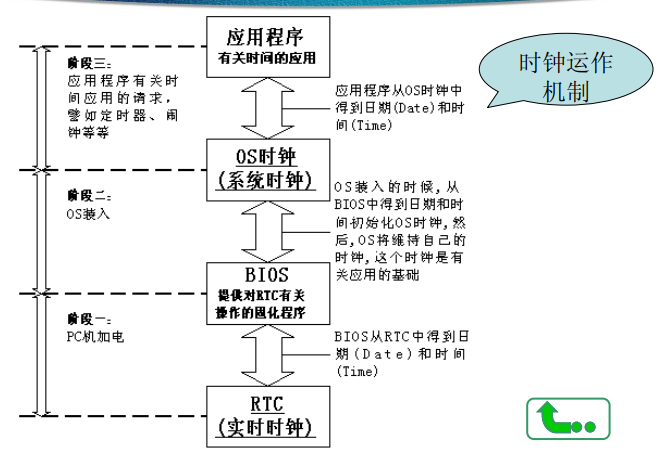 应用程序
有关时间的应用
时钟运作
机制
阶段三：
应用程序有关时
间应用的请求，
譬如定时器、闹
钟等等
应用程序从OS时钟中
得到日期(Date)和时
间(Time)
OS时钟
(系统时钟)
阶段二：
OS装入
OS装入的时候，从
BIOS中得到日期和时
间初始化OS时钟，然
后，OS将维持自己的
时钟，这个时钟是有
关应用的基础
BIOS
提供对RTC有关
操作的固化程序
阶段一：
PC机加电
BIOS从RTC中得到日
期(Date)和时间
(Time)
RTC
(实时时钟)